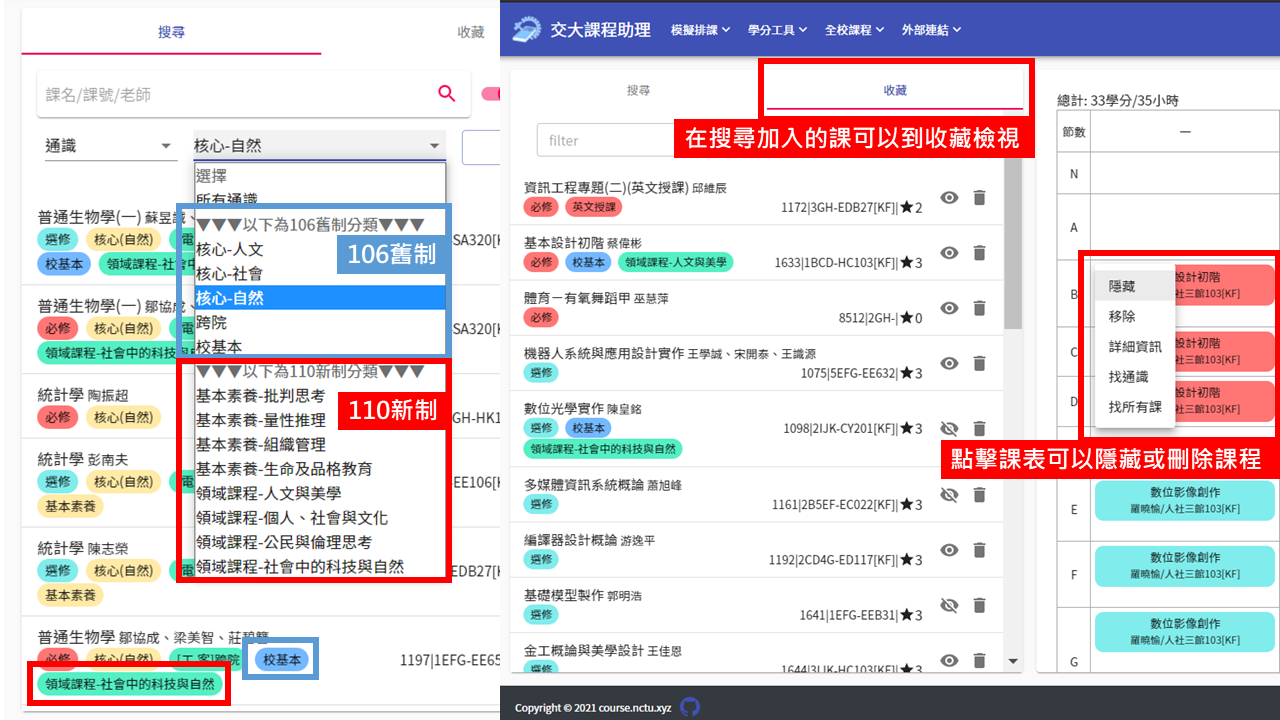 搜尋
收藏
課名/課號/老師
通識
核心-自然
選擇
所有通識
▼▼▼以下為106舊制分類▼▼▼
核心-人文
核心-社會
核心-自然
跨院
校基本
▼▼▼以下為110新制分類▼▼▼
基本素養-批判思考
基本素養-量性推理
基本素養-組織管理
基本素養-生命及品格教育
領域課程-人文與美學
領域課程-個人、社會與文化
領域課程-公民與倫理思考
領域課程-社會中的科技與自然
106舊制
110新制
普通生物學(一) 蘇昱誠、
選修 核心(自然) 電
SA320[K
校基本 領域課程-社會中
普通生物學(一) 鄒協成、
必修 核心(自然) 電
SA320[K
領域課程-社會中的科技
統計學 陶振超
必修 核心(自然)
GH-HK1
統計學 彭南夫
選修 核心(自然) 電
EE106[K
基本素養
統計學 陳志榮
選修 核心(自然) 電
EDB27[K
基本素養
普通生物學 鄒協成、梁美智、莊碧簪
必修 核心(自然) [工-客]跨院 校基本
1197|1EFG-EE65
領域課程-社會中的科技與自然
交大課程助理 模擬排課 學分工具 全校課程 外部連結
搜尋
收藏
在搜尋加入的課可以到收藏檢視
filter
資訊工程專題(二)(英文授課) 邱維辰
必修 英文授課
1172|3GH-EDB27[KF]|★2
基本設計初階 蔡偉彬
必修 校基本 領域課程-人文與美學
1633|1BCD-HC103[KF]|★3
體育－有氧舞蹈甲 巫慧萍
必修
8512|2GH-|★0
機器人系統與應用設計實作 王學誠、宋開泰、王識源
選修
1075|5EFG-EE632|★3
數位光學實作 陳皇銘
選修 校基本
1098|2IJK-CY201[KF]|★3
領域課程-社會中的科技與自然
多媒體資訊系統概論 蕭旭峰
選修
1161|2B5EF-EC022[KF]|★3
編譯器設計概論 游逸平
選修
1192|2CD4G-ED117[KF]|★3
基礎模型製作 郭明浩
選修
1641|1EFG-EEB31|★3
金工概論與美學設計 王佳恩
選修
1644|3IJK-HC103[KF]|★3
總計: 33學分/35小時
節數 一
N
A
B
設計初階
社三館103[KF]
C
設計初階
社三館103[KF]
D
設計初階
社三館103[KF]
隱藏
移除
詳細資訊
找通識
找所有課
點擊課表可以隱藏或刪除課程
E
數位影像創作
羅曉愉/人社三館103[KF]
F
數位影像創作
羅曉愉/人社三館103[KF]
G
數位影像創作
羅曉愉/人社三館103[KF]
Copyright © 2021 course.nctu.xyz